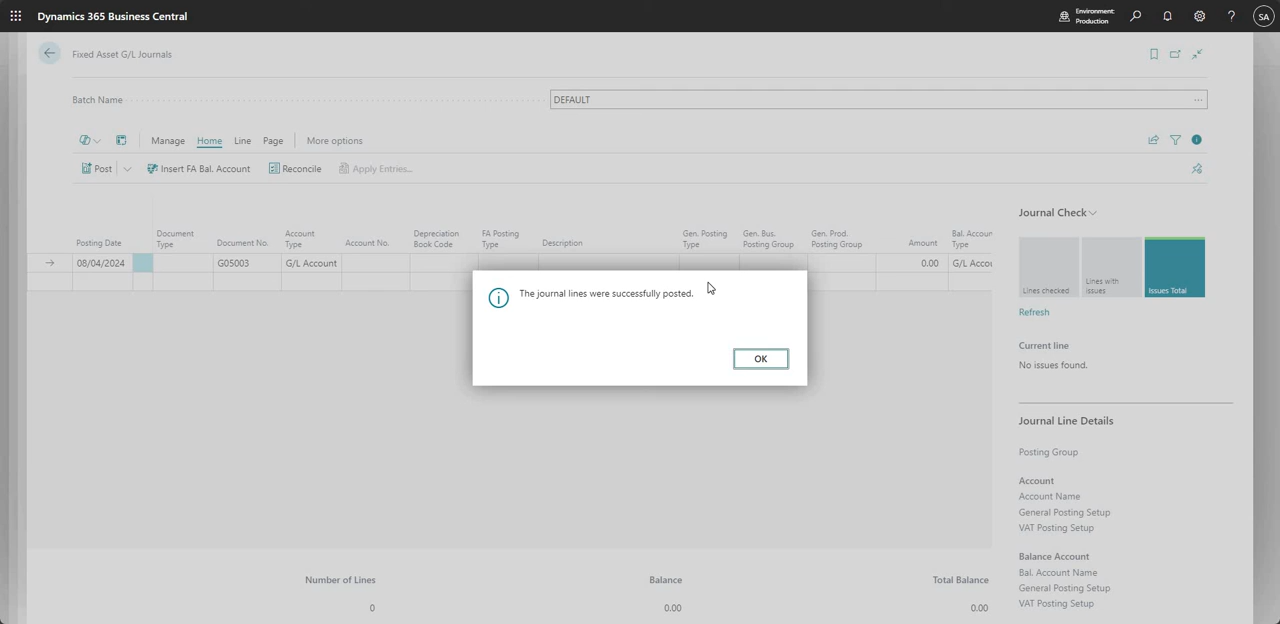 Dynamics 365 Business Central
Environment:
Production
?
SA
Fixed Asset G/L Journals
Batch Name
DEFAULT
Manage Home Line Page More options
Post Insert FA Bal. Account Reconcile Apply Entries...
Posting Date
Document
Type
Document No.
Account
Type
Account No.
Depreciation
Book Code
FA Posting
Type
Description
Gen. Posting
Type
Gen. Bus.
Posting Group
Gen. Prod.
Posting Group
Amount
Bal. Accoun
Type
08/04/2024 G05003 G/L Account 0.00 G/L Accou
The journal lines were successfully posted.
OK
Number of Lines Balance Total Balance
0 0.00 0.00
Journal Check
Lines checked
Lines with
issues
Issues Total
Refresh
Current line
No issues found.
Journal Line Details
Posting Group
Account
Account Name
General Posting Setup
VAT Posting Setup
Balance Account
Bal. Account Name
General Posting Setup
VAT Posting Setup